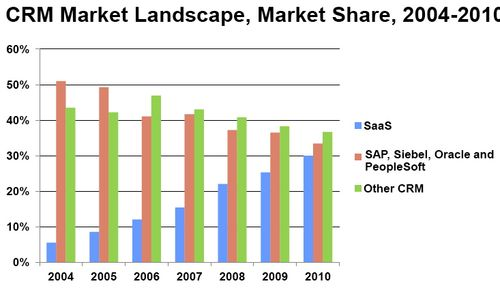 CRM Market Landscape, Market Share, 2004-2010
60%
50%
40%
30%
20%
10%
0%
2004 2005 2006 2007 2008 2009 2010
SaaS
SAP, Siebel, Oracle and
PeopleSoft
Other CRM